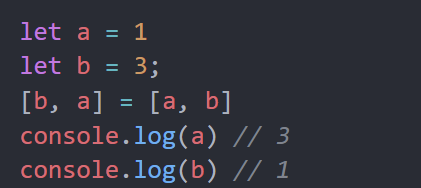 let a = 1
let b = 3;
[b, a] = [a, b]
console.log(a) // 3
console.log(b) // 1